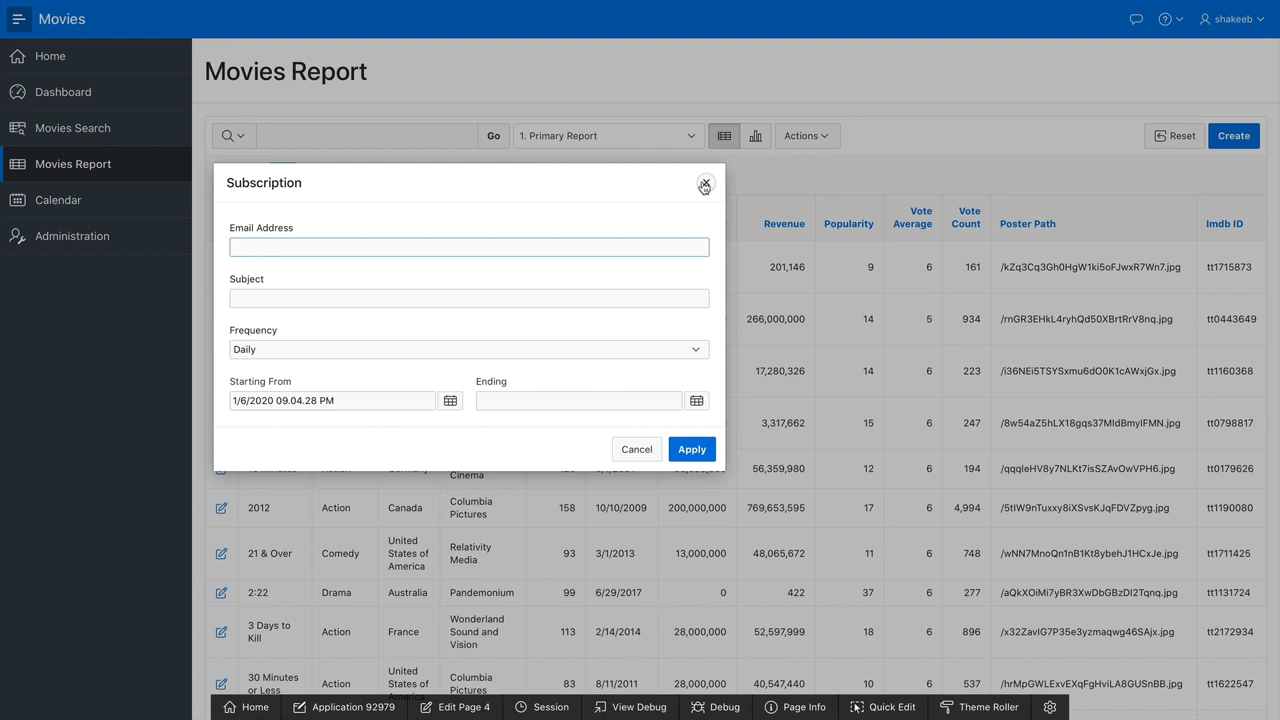 Movies
shakeeb
Home
Dashboard
Movies Search
Movies Report
Calendar
Administration
Movies Report
Go
1. Primary Report
Actions
Reset
Create
Subscription
Email Address
Subject
Frequency
Daily
Starting From
Ending
1/6/2020 09.04.28 PM
Cancel
Apply
Revenue Popularity Vote Average Vote Count Poster Path Imdb ID
201,146 9 6 161 /kZq3Cq3Gh0HgW1ki5oFJwxR7Wn7.jpg tt1715873
266,000,000 14 5 934 /rnGR3EHkL4ryhQd50XBrtRrV8nq.jpg tt0443649
17,280,326 14 6 223 /i36NEi5TSYSxmu6dO0K1cAWxjGx.jpg tt1160368
3,317,662 15 6 247 /8w54aZ5hLX18gqs37MIdBmyIFMN.jpg tt0798817
Cinema 56,359,980 12 6 194 /qqqIeHV8y7NLKt7isSZAvOwVPH6.jpg tt0179626
2012 Action Canada Columbia Pictures 158 10/10/2009 200,000,000 769,653,595 17 6 4,994 /5tIW9nTuxxy8iXSvsKJqFDVZpyg.jpg tt1190080
21 & Over Comedy United States of America Relativity Media 93 3/1/2013 13,000,000 48,065,672 11 6 748 /wNN7MnoQn1nB1Kt8ybehJ1HCxJe.jpg tt1711425
2:22 Drama Australia Pandemonium 99 6/29/2017 0 422 37 6 277 /aQkXOiMi7yBR3XwDbGBzDI2Tqnq.jpg tt1131724
3 Days to Kill Action France Wonderland Sound and Vision 113 2/14/2014 28,000,000 52,597,999 18 6 896 /x32ZavIG7P35e3yzmaqwg46SAjx.jpg tt2172934
30 Minutes or Less Action United States of Columbia Pictures 83 8/11/2011 28,000,000 40,547,440 10 6 537 /hrMpGWLExvEXqFgHviLA8GUSnBB.jpg tt1622547
Home Application 92979 Edit Page 4 Session View Debug Debug Page Info Quick Edit Theme Roller